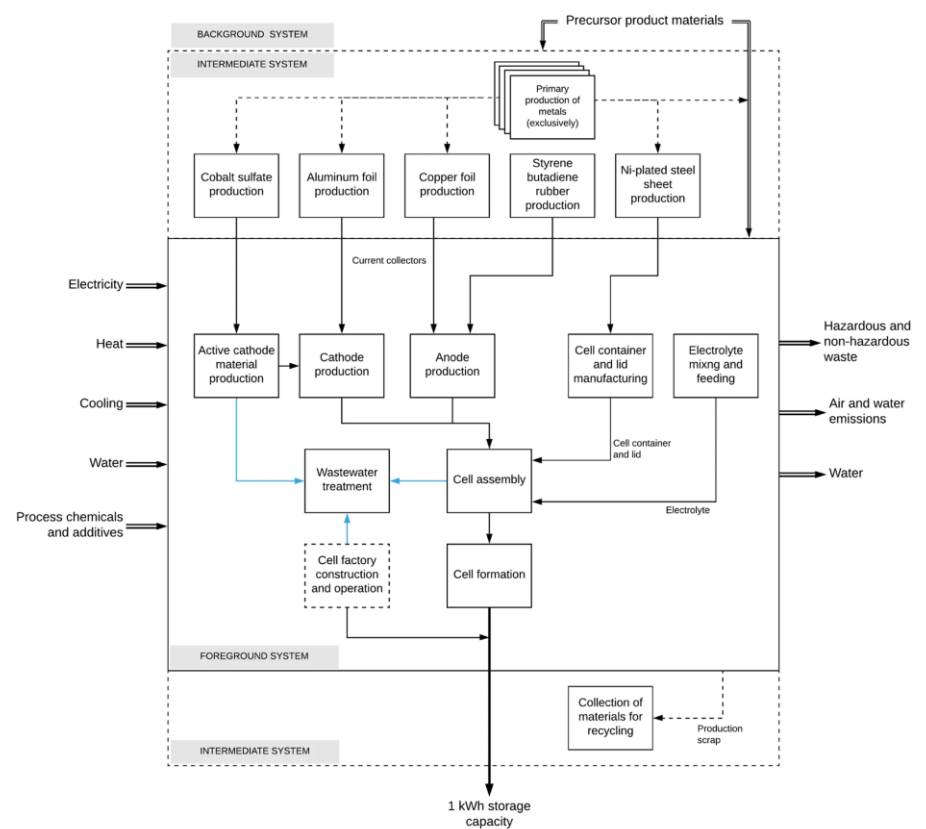 Precursor product materials
BACKGROUND SYSTEM
INTERMEDIATE SYSTEM
Primary
production of
metals
(exclusively)
Cobalt sulfate
production
Aluminum foil
production
Copper foil
production
Styrene
butadiene
rubber
production
Ni-plated steel
sheet
production
Current collectors
Electricity
Heat
Cooling
Water
Process chemicals
and additives
Active cathode
material
production
Cathode
production
Anode
production
Cell container
and lid
manufacturing
Electrolyte
mixng and
feeding
Hazardous and
non-hazardous
waste
Air and water
emissions
Water
Cell container
and lid
Wastewater
treatment
Cell assembly
Electrolyte
Cell factory
construction
and operation
Cell formation
FOREGROUND SYSTEM
Collection of
materials for
recycling
Production
scrap
INTERMEDIATE SYSTEM
1 kWh storage
capacity